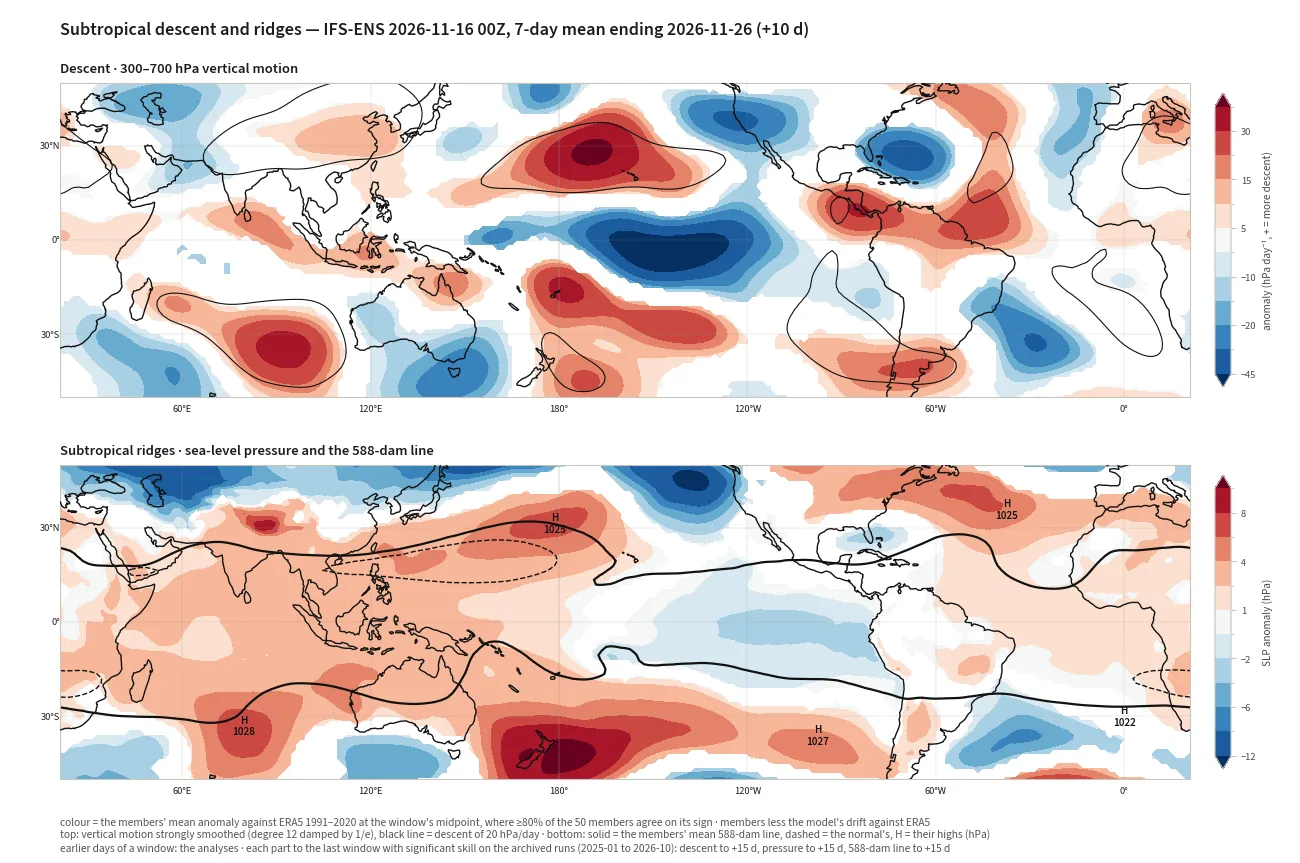 Subtropical descent and ridges — IFS-ENS 2026-11-16 00Z, 7-day mean ending 2026-11-26 (+10 d)
Descent · 300–700 hPa vertical motion
30°N
0°
30°S
60°E 120°E 180° 120°W 60°W 0°
30
15
5
−10
−20
−45
anomaly (hPa day⁻¹, + = more descent)
Subtropical ridges · sea-level pressure and the 588-dam line
30°N
0°
30°S
H
1025
H
1025
H
1028
H
1027
H
1022
60°E 120°E 180° 120°W 60°W 0°
8
4
1
−2
−6
−12
SLP anomaly (hPa)
colour = the members' mean anomaly against ERA5 1991–2020 at the window's midpoint, where ≥80% of the 50 members agree on its sign · members less the model's drift against ERA5
top: vertical motion strongly smoothed (degree 12 damped by 1/e), black line = descent of 20 hPa/day · bottom: solid = the members' mean 588-dam line, dashed = the normal's, H = their highs (hPa)
earlier days of a window: the analyses · each part to the last window with significant skill on the archived runs (2025-01 to 2026-10): descent to +15 d, pressure to +15 d, 588-dam line to +15 d